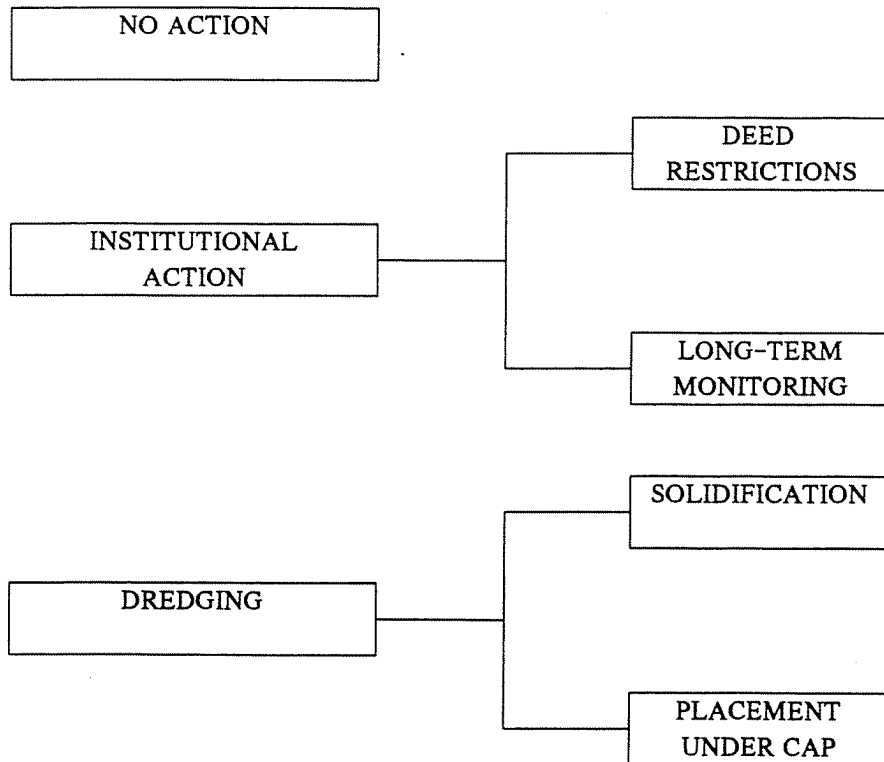 NO ACTION
DEED
RESTRICTIONS
INSTITUTIONAL
ACTION
LONG-TERM
MONITORING
SOLIDIFICATION
DREDGING
PLACEMENT
UNDER CAP